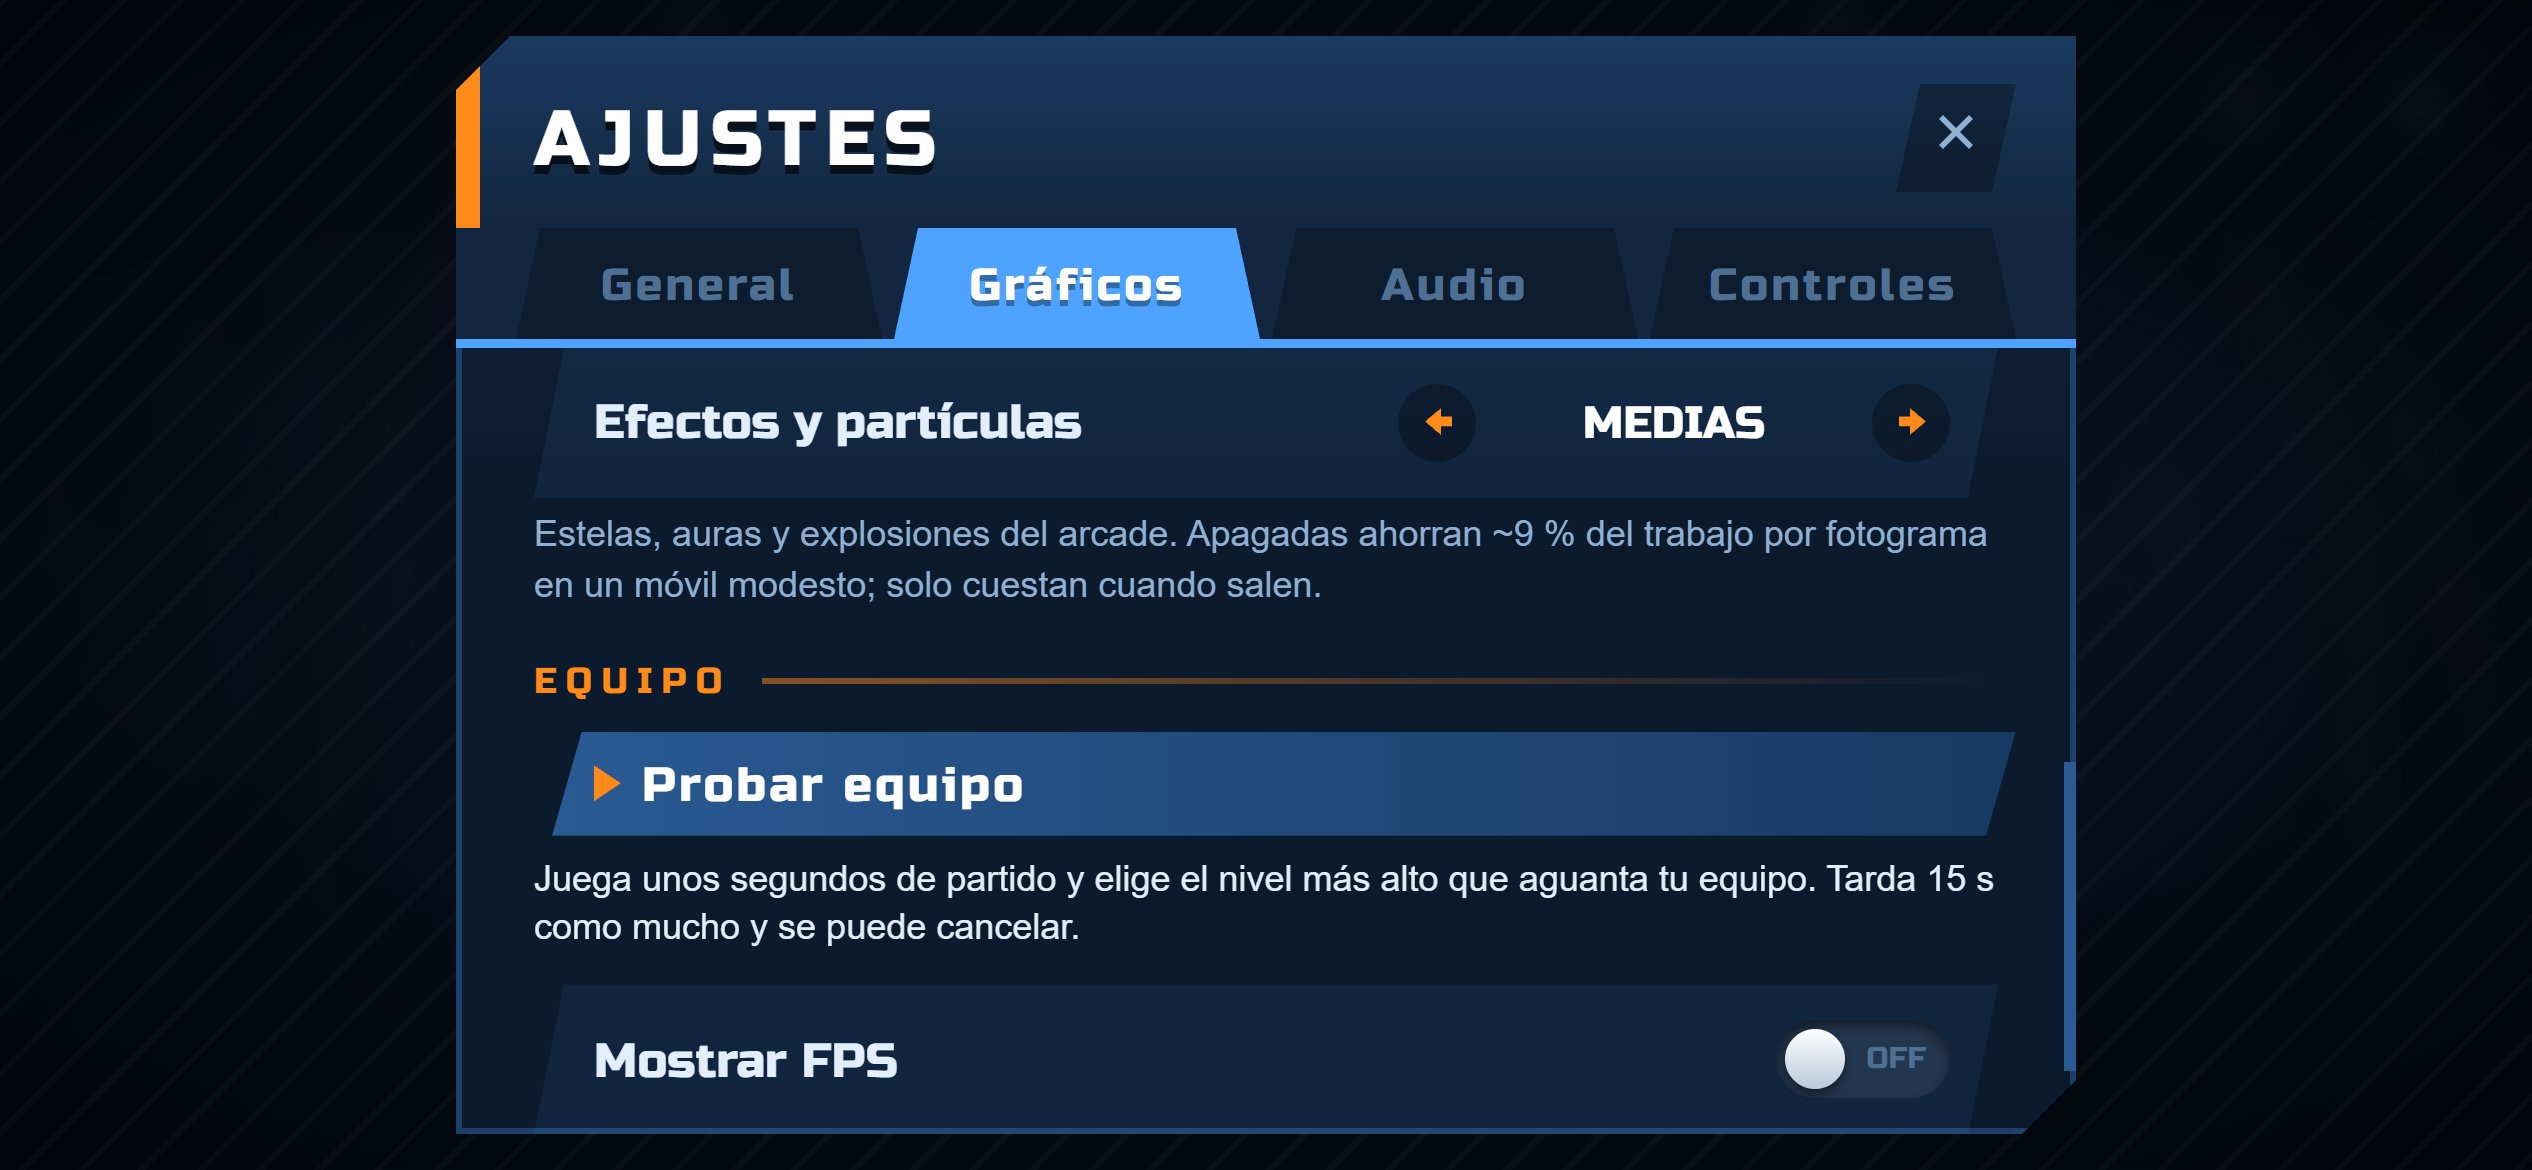 AJUSTES
General
Gráficos
Audio
Controles
Efectos y partículas
MEDIAS
Estelas, auras y explosiones del arcade. Apagadas ahorran ~9 % del trabajo por fotograma
en un móvil modesto; solo cuestan cuando salen.
EQUIPO
Probar equipo
Juega unos segundos de partido y elige el nivel más alto que aguanta tu equipo. Tarda 15 s
como mucho y se puede cancelar.
Mostrar FPS
OFF